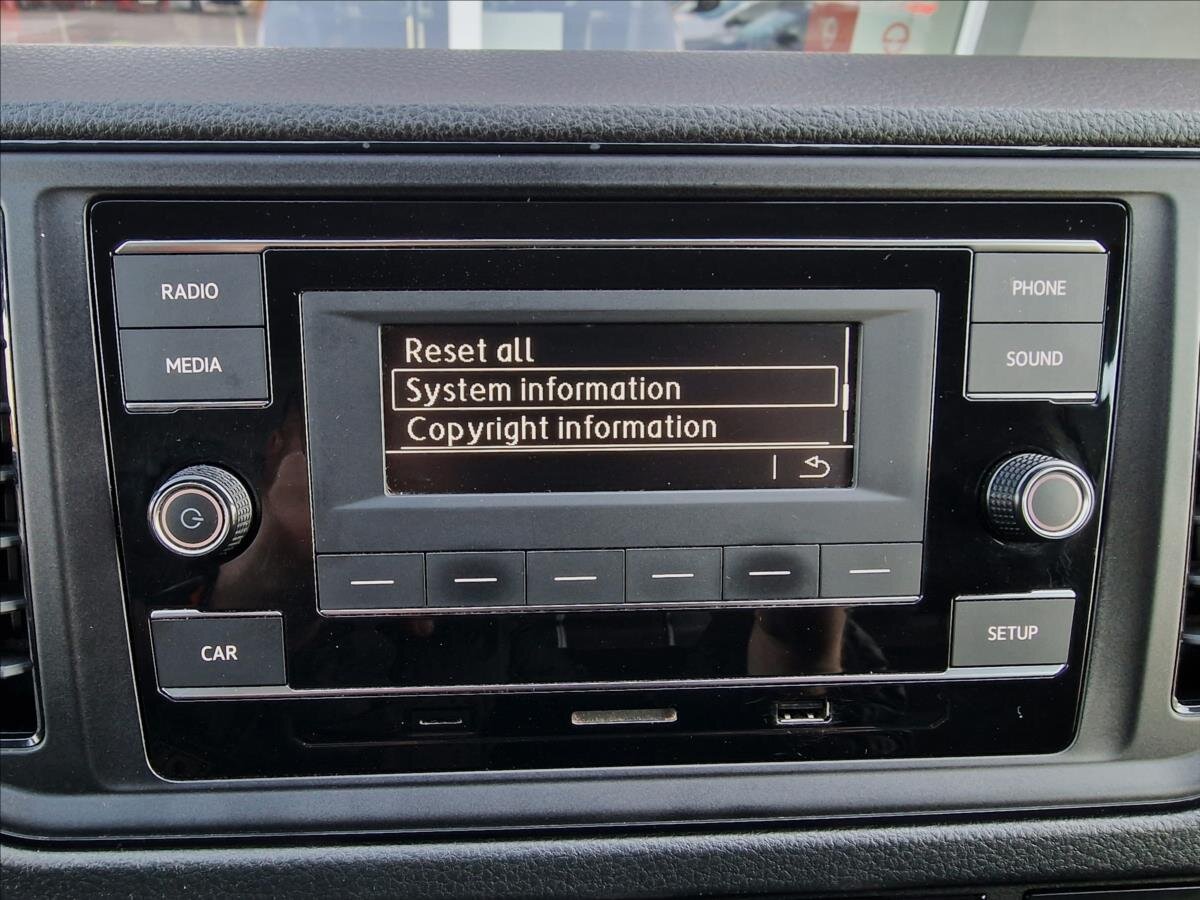 RADIO
MEDIA
PHONE
SOUND
Reset all
System information
Copyright information
CAR
SETUP